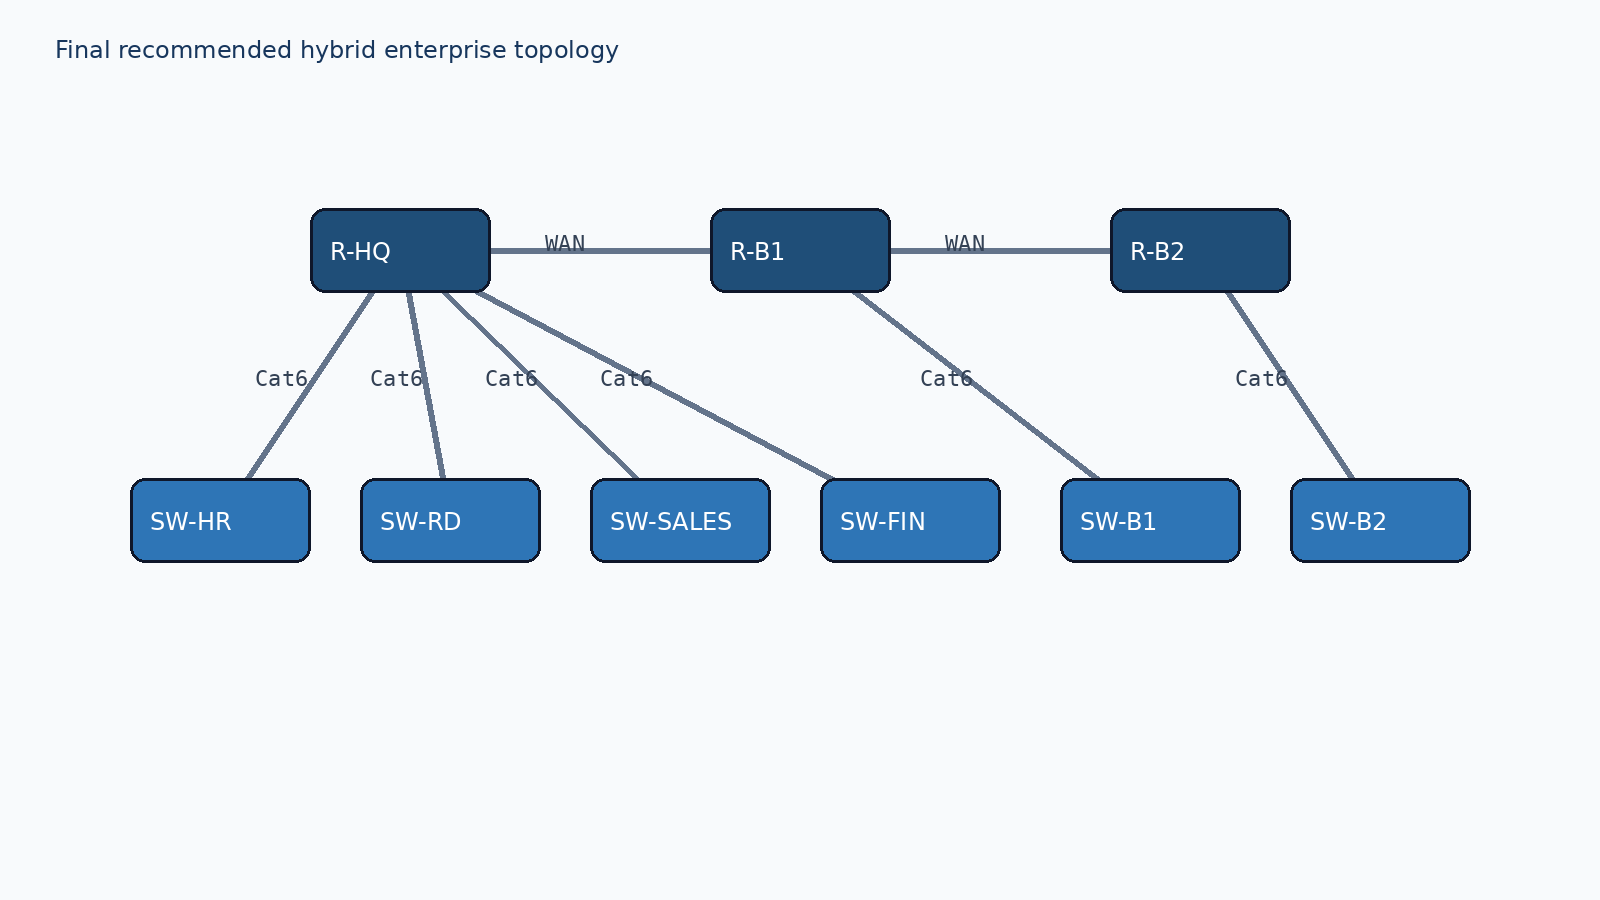 Final recommended hybrid enterprise topology
R-HQ
WAN
R-B1
WAN
R-B2
Cat6
Cat6
Cat6
Cat6
Cat6
Cat6
SW-HR
SW-RD
SW-SALES
SW-FIN
SW-B1
SW-B2